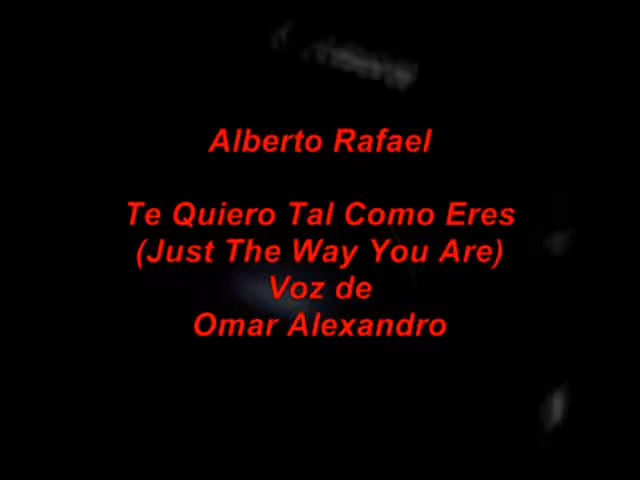 Alberto Rafael
Te Quiero Tal Como Eres
(Just The Way You Are)
Voz de
Omar Alexandro